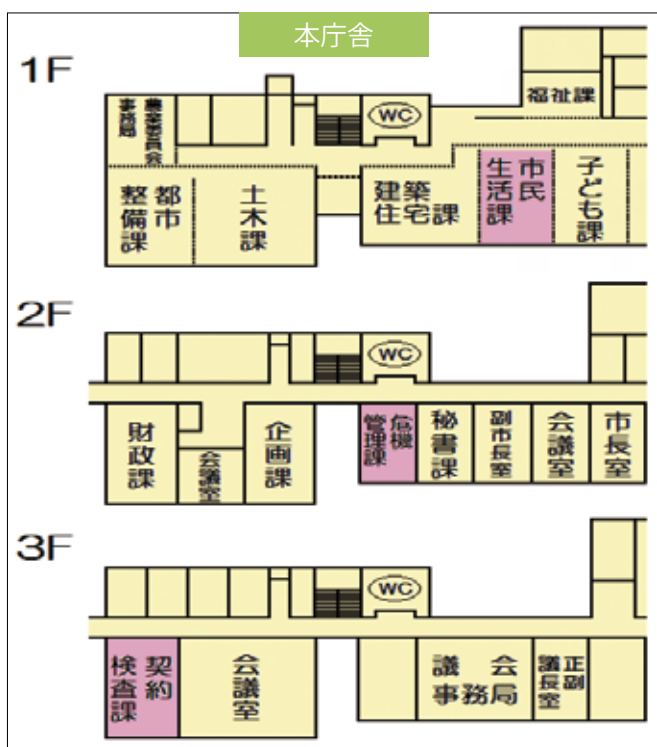 本庁舎
1F
農業委員会
事務局
WC
福祉課
都市
整備課
土木課
建築
住宅課
市民
生活課
子ども課
2F
WC
財政課
会議室
企画課
危機
管理課
秘書課
副市長室
会議室
市長室
3F
WC
契約
検査課
会議室
議会
事務局
正副
議長室